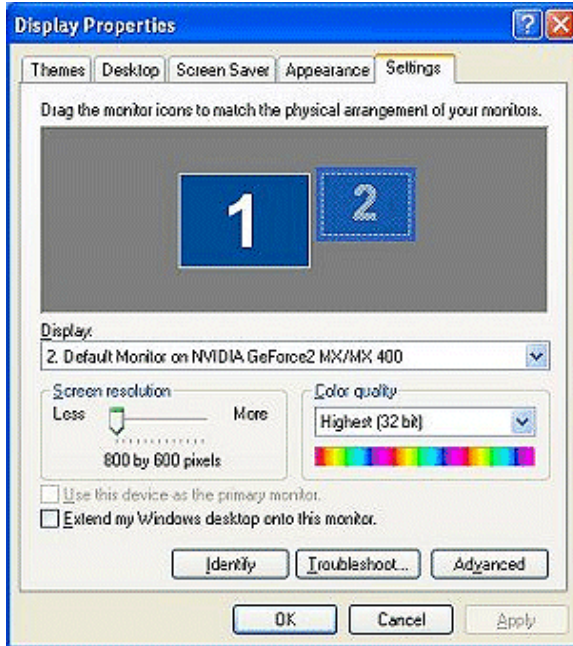 Display Properties
Themes Desktop Screen Saver Appearance Settings
Drag the monitor icons to match the physical arrangement of your monitors.
1 2
Display:
2. Default Monitor on NVIDIA GeForce2 MX/MX 400
Screen resolution Color quality
Less More Highest (32 bit)
800 by 600 pixels
Use this device as the primary monitor.
Extend my Windows desktop onto this monitor.
Identify Troubleshoot... Advanced
OK Cancel Apply